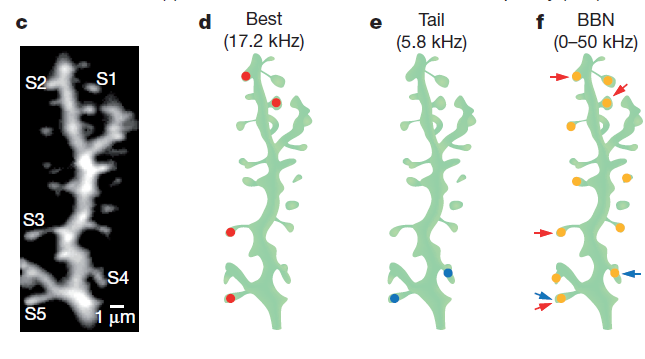 c
S2
S1
S3
S4
S5
1 µm
d
Best
(17.2 kHz)
e
Tail
(5.8 kHz)
f
BBN
(0–50 kHz)